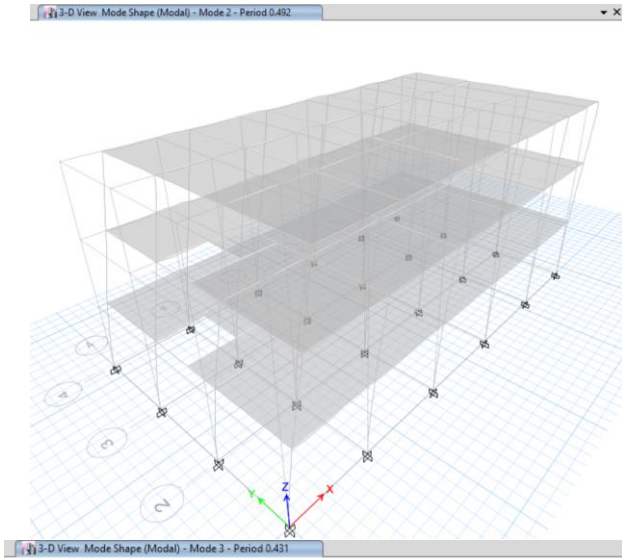 3-D View Mode Shape (Modal) - Mode 2 - Period 0.492
4
3
2
Z
Y
X
3-D View Mode Shape (Modal) - Mode 3 - Period 0.431